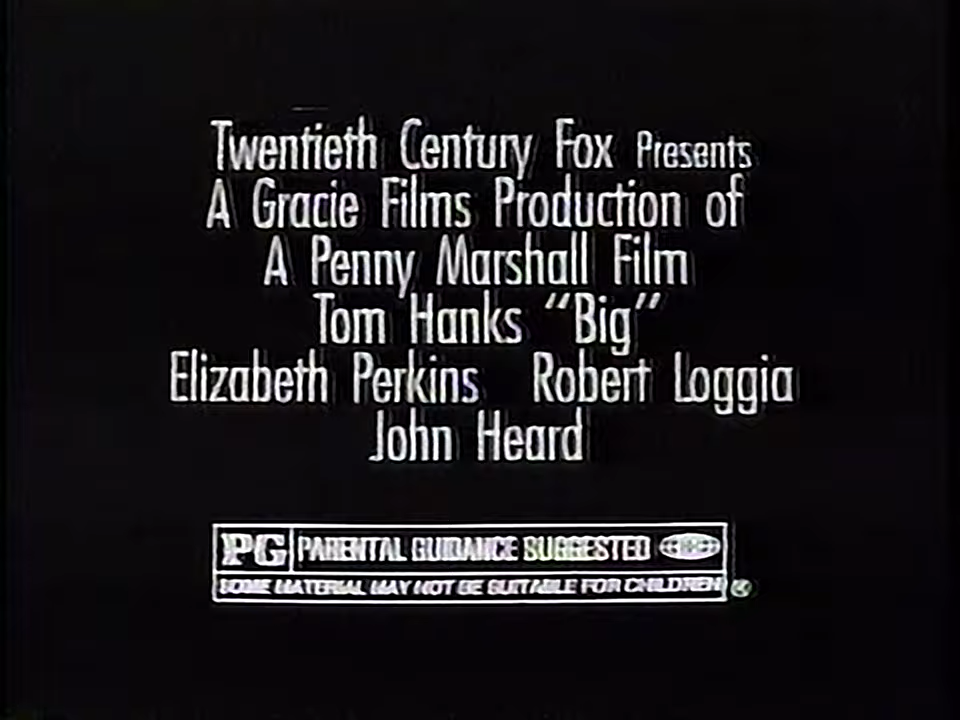 Twentieth Century Fox Presents
A Gracie Films Production of
A Penny Marshall Film
Tom Hanks "Big"
Elizabeth Perkins Robert Loggia
John Heard
PG PARENTAL GUIDANCE SUGGESTED
SOME MATERIAL MAY NOT BE SUITABLE FOR CHILDREN